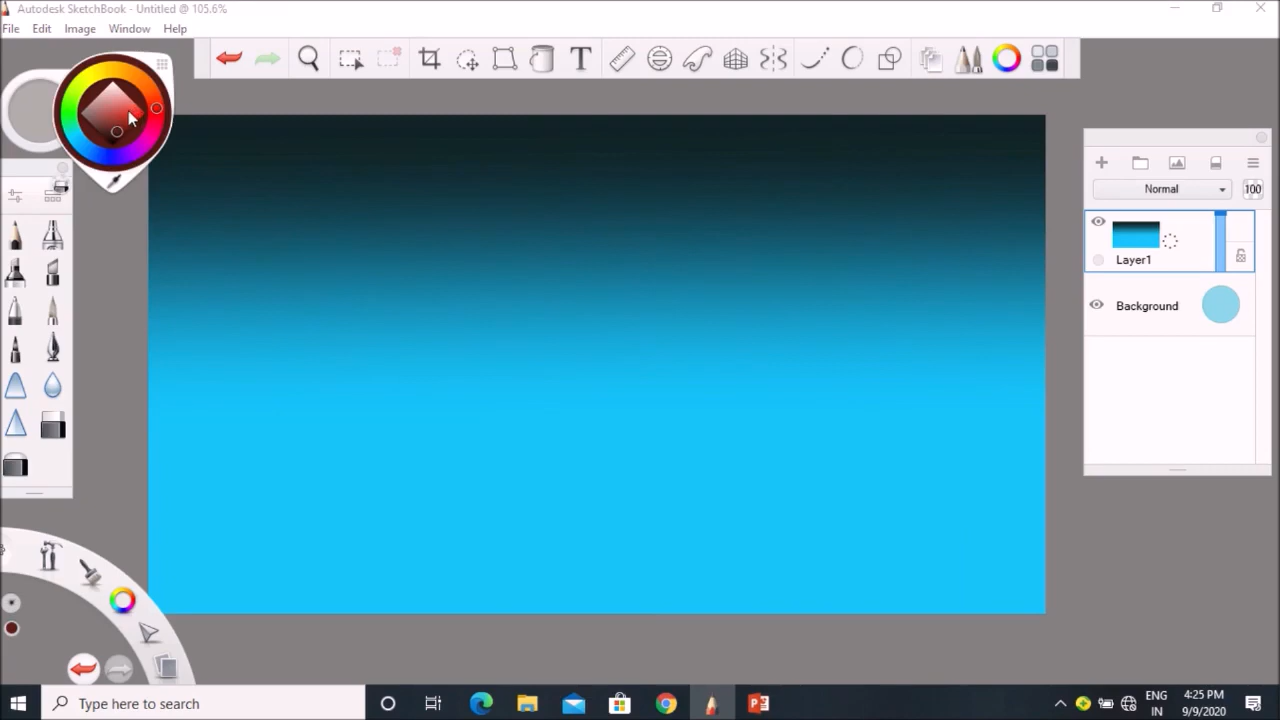 Autodesk SketchBook - Untitled @ 105.6%
File Edit Image Window Help
T
Normal 100
Layer1
Background
Type here to search
ENG 4:25 PM
IN 9/9/2020